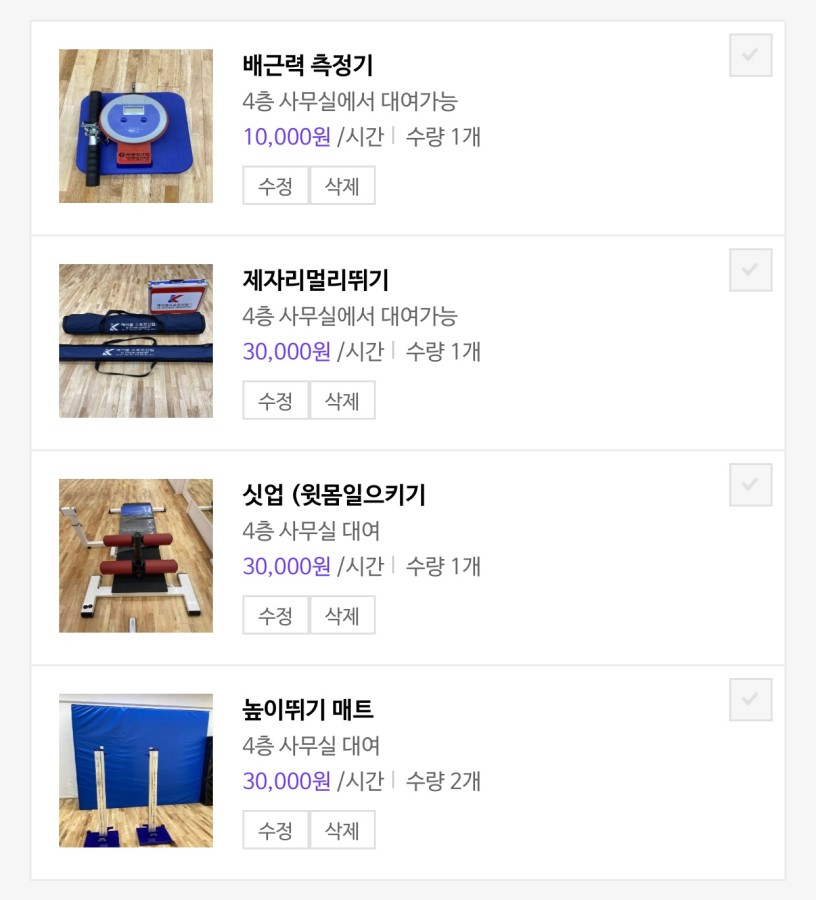 배근력 측정기
4층 사무실에서 대여가능
10,000원 /시간 수량 1개
수정 삭제
제자리멀리뛰기
4층 사무실에서 대여가능
30,000원 /시간 수량 1개
수정 삭제
싯업 (윗몸일으키기
4층 사무실 대여
30,000원 /시간 수량 1개
수정 삭제
높이뛰기 매트
4층 사무실 대여
30,000원 /시간 수량 2개
수정 삭제